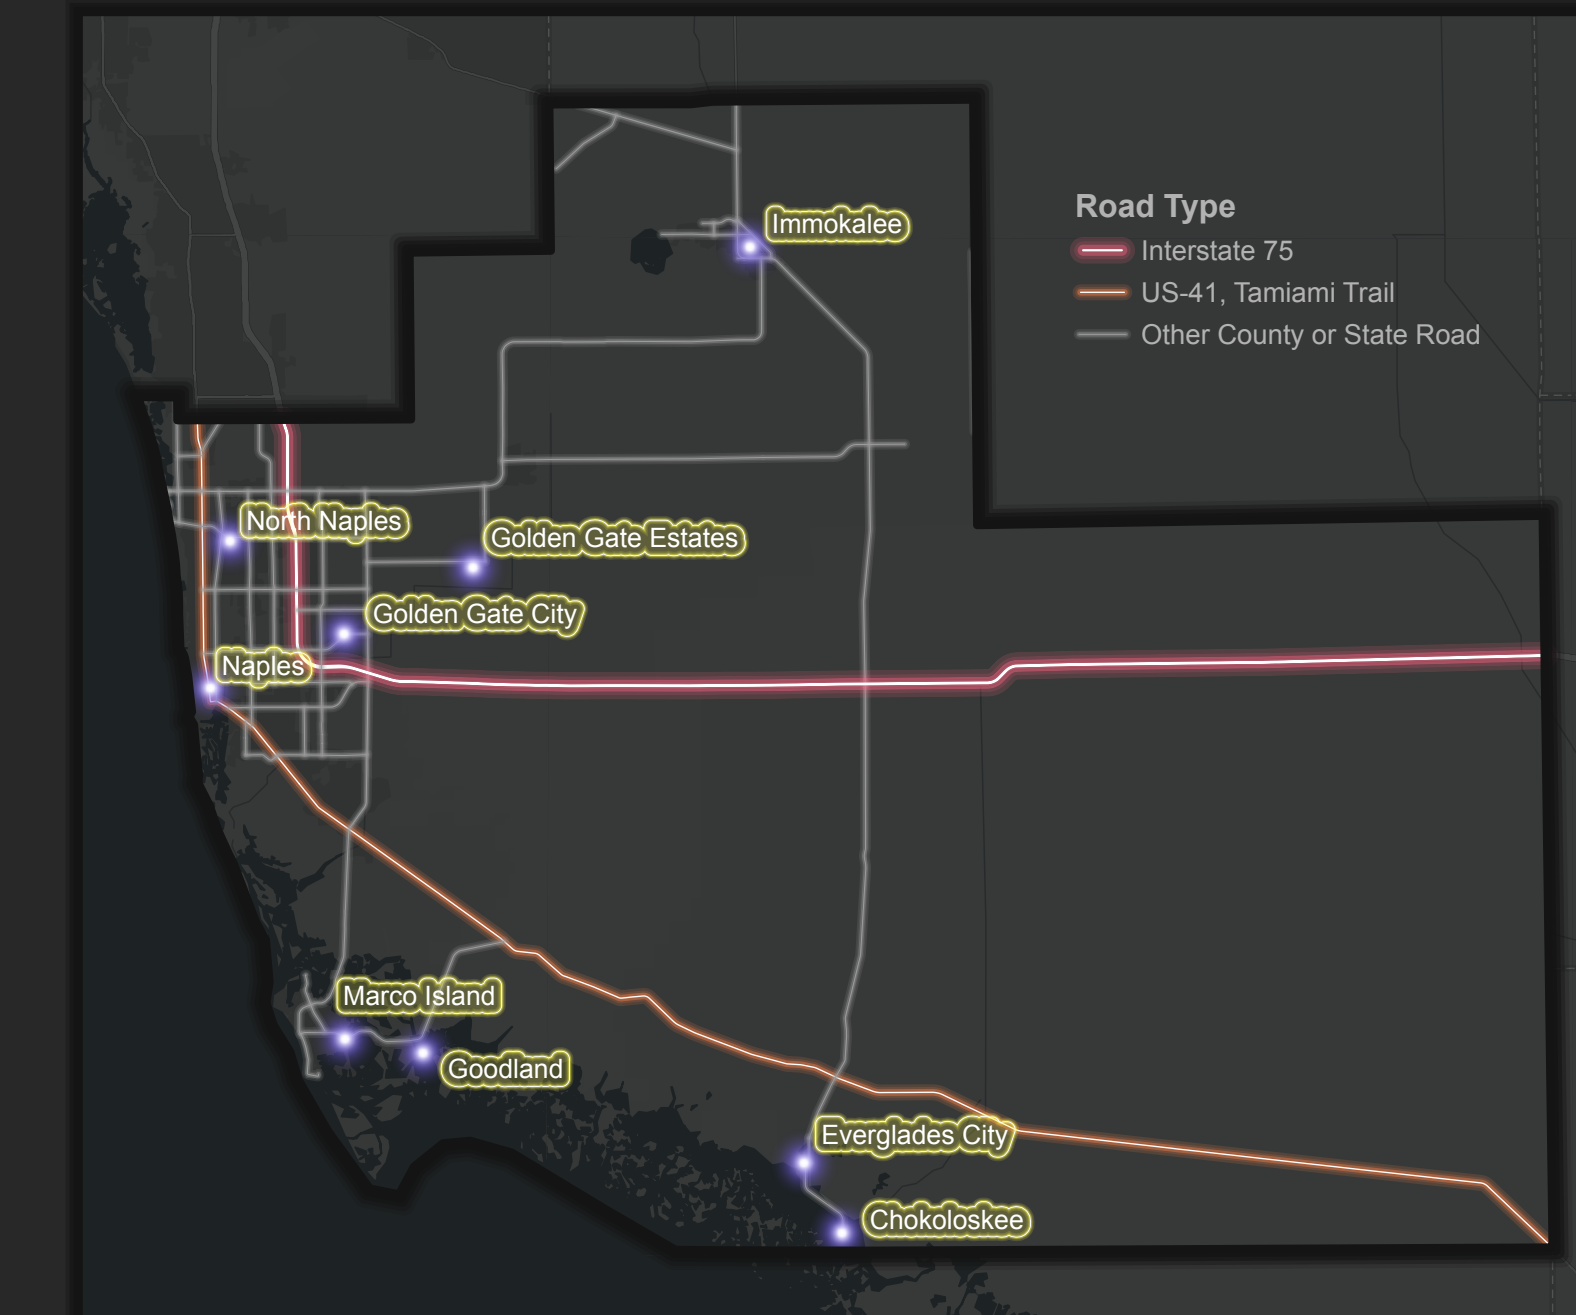 Immokalee
Road Type
Interstate 75
US-41, Tamiami Trail
Other County or State Road
North Naples
Golden Gate Estates
Golden Gate City
Naples
Marco Island
Goodland
Everglades City
Chokoloskee